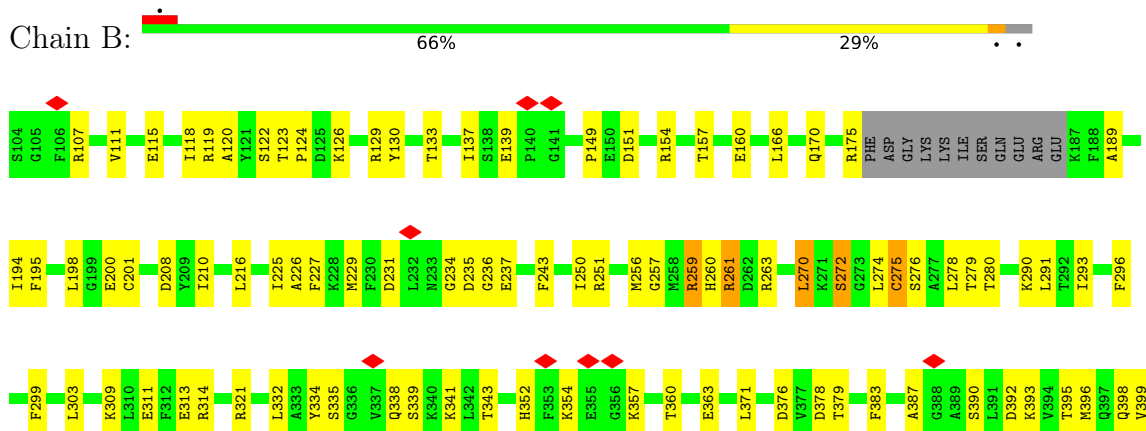 Chain B:
66% 29%
S104 G105 F106 R107 V111 E115 I118 R119 A120 Y121 S122 T123 P124 D125 K126 R129 Y130 T133 I137 S138 E139 P140 G141 P149 E150 D151 R154 T157 E160 L166 Q170 R175 PHE ASP GLY LYS LYS ILE SER GLN GLU ARG GLU K187 F188 A189
I194 F195 L198 G199 E200 C201 D208 Y209 I210 L216 I225 A226 F227 K228 M229 F230 D231 L232 N233 G234 D235 G236 E237 F243 I250 R251 M256 G257 M258 R259 H260 R261 D262 R263 L270 K271 S272 G273 L274 C275 S276 A277 L278 T279 T280 K290 L291 T292 I293 F296
F299 L303 K309 L310 E311 F312 E313 R314 R321 L332 A333 Y334 S335 G336 V337 Q338 S339 K340 K341 L342 T343 H352 F353 K354 E355 G356 K357 T360 E363 L371 D376 V377 D378 T379 F383 A387 G388 A389 S390 L391 D392 K393 V394 T395 M396 Q397 Q398 V399